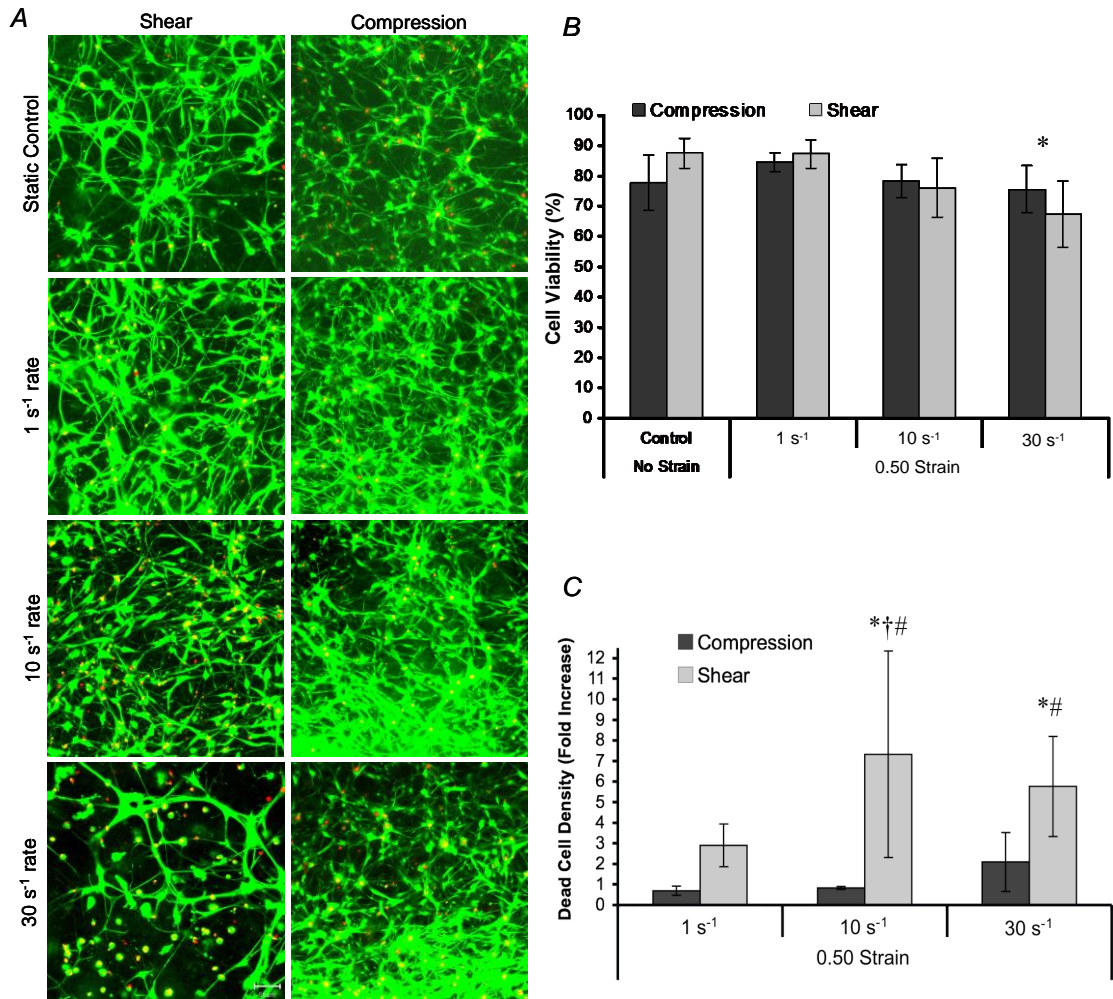 A
Shear
Compression
Static Control
1 s-1 rate
10 s-1 rate
30 s-1 rate
B
Compression
Shear
Cell Viability (%)
100
90
80
70
60
50
40
30
20
10
0
*
Control
No Strain
1 s-1
10 s-1
30 s-1
0.50 Strain
C
Compression
Shear
Dead Cell Density (Fold Increase)
12
11
10
9
8
7
6
5
4
3
2
1
0
*†#
*#
1 s-1
10 s-1
30 s-1
0.50 Strain